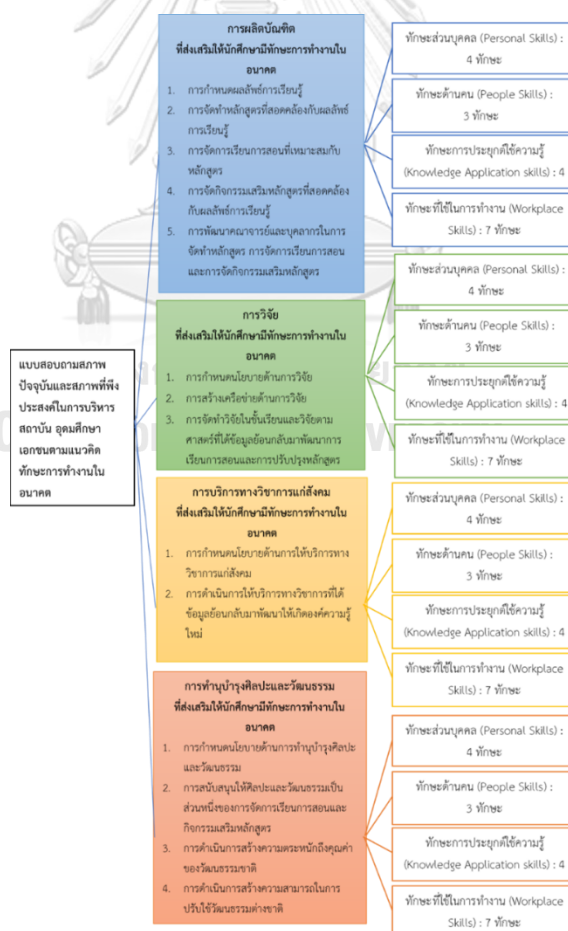 แบบสอบถามสภาพ
ปัจจุบันและสภาพที่พึง
ประสงค์ในการบริหาร
สถาบัน อุดมศึกษา
เอกชนตามแนวคิด
ทักษะการทำงานใน
อนาคต
การผลิตบัณฑิต
ที่ส่งเสริมให้นักศึกษามีทักษะการทำงานใน
อนาคต
1. การกำหนดผลลัพธ์การเรียนรู้
2. การจัดทำหลักสูตรที่สอดคล้องกับผลลัพธ์
การเรียนรู้
3. การจัดการเรียนการสอนที่เหมาะสมกับ
หลักสูตร
4. การจัดกิจกรรมเสริมหลักสูตรที่สอดคล้อง
กับผลลัพธ์การเรียนรู้
5. การพัฒนาคณาจารย์และบุคลากรในการ
จัดทำหลักสูตร การจัดการเรียนการสอน
และการจัดกิจกรรมเสริมหลักสูตร
ทักษะส่วนบุคคล (Personal Skills) :
4 ทักษะ
ทักษะด้านคน (People Skills) :
3 ทักษะ
ทักษะการประยุกต์ใช้ความรู้
(Knowledge Application skills) : 4
ทักษะที่ใช้ในการทำงาน (Workplace
Skills) : 7 ทักษะ
การวิจัย
ที่ส่งเสริมให้นักศึกษามีทักษะการทำงานใน
อนาคต
1. การกำหนดนโยบายด้านการวิจัย
2. การสร้างเครือข่ายด้านการวิจัย
3. การจัดทำวิจัยในชั้นเรียนและวิจัยตาม
ศาสตร์ที่ได้ข้อมูลย้อนกลับมาพัฒนาการ
เรียนการสอนและการปรับปรุงหลักสูตร
ทักษะส่วนบุคคล (Personal Skills) :
4 ทักษะ
ทักษะด้านคน (People Skills) :
3 ทักษะ
ทักษะการประยุกต์ใช้ความรู้
(Knowledge Application skills) : 4
ทักษะที่ใช้ในการทำงาน (Workplace
Skills) : 7 ทักษะ
การบริการทางวิชาการแก่สังคม
ที่ส่งเสริมให้นักศึกษามีทักษะการทำงานใน
อนาคต
1. การกำหนดนโยบายด้านการให้บริการทาง
วิชาการแก่สังคม
2. การดำเนินการให้บริการทางวิชาการที่ได้
ข้อมูลย้อนกลับมาพัฒนาให้เกิดองค์ความรู้
ใหม่
ทักษะส่วนบุคคล (Personal Skills) :
4 ทักษะ
ทักษะด้านคน (People Skills) :
3 ทักษะ
ทักษะการประยุกต์ใช้ความรู้
(Knowledge Application skills) : 4
ทักษะที่ใช้ในการทำงาน (Workplace
Skills) : 7 ทักษะ
การทำนุบำรุงศิลปะและวัฒนธรรม
ที่ส่งเสริมให้นักศึกษามีทักษะการทำงานใน
อนาคต
1. การกำหนดนโยบายด้านการทำนุบำรุงศิลปะ
และวัฒนธรรม
2. การสนับสนุนให้ศิลปะและวัฒนธรรมเป็น
ส่วนหนึ่งของการจัดการเรียนการสอนและ
กิจกรรมเสริมหลักสูตร
3. การดำเนินการสร้างความตระหนักถึงคุณค่า
ของวัฒนธรรมชาติ
4. การดำเนินการสร้างความสามารถในการ
ปรับใช้วัฒนธรรมต่างชาติ
ทักษะส่วนบุคคล (Personal Skills) :
4 ทักษะ
ทักษะด้านคน (People Skills) :
3 ทักษะ
ทักษะการประยุกต์ใช้ความรู้
(Knowledge Application skills) : 4
ทักษะที่ใช้ในการทำงาน (Workplace
Skills) : 7 ทักษะ